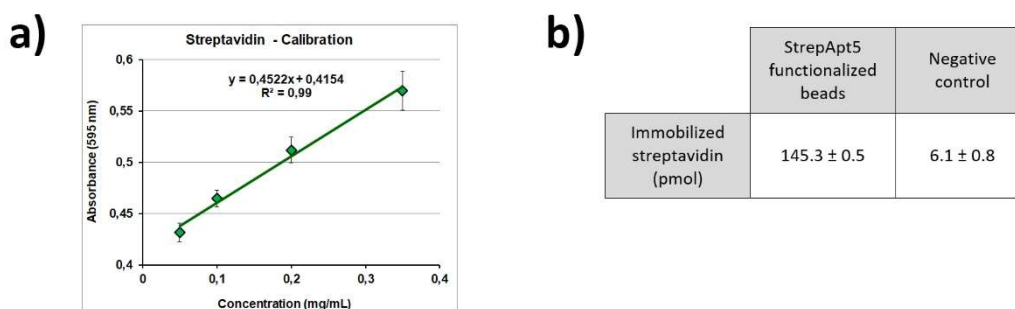 a)
Streptavidin - Calibration
y = 0,4522x + 0,4154
R² = 0,99
0,6
0,55
0,5
0,45
0,4
0
0,1
0,2
0,3
0,4
Absorbance (595 nm)
Concentration (mg/mL)
b)
StrepApt5
functionalized
beads
Negative
control
Immobilized
streptavidin
(pmol)
145.3 ± 0.5
6.1 ± 0.8